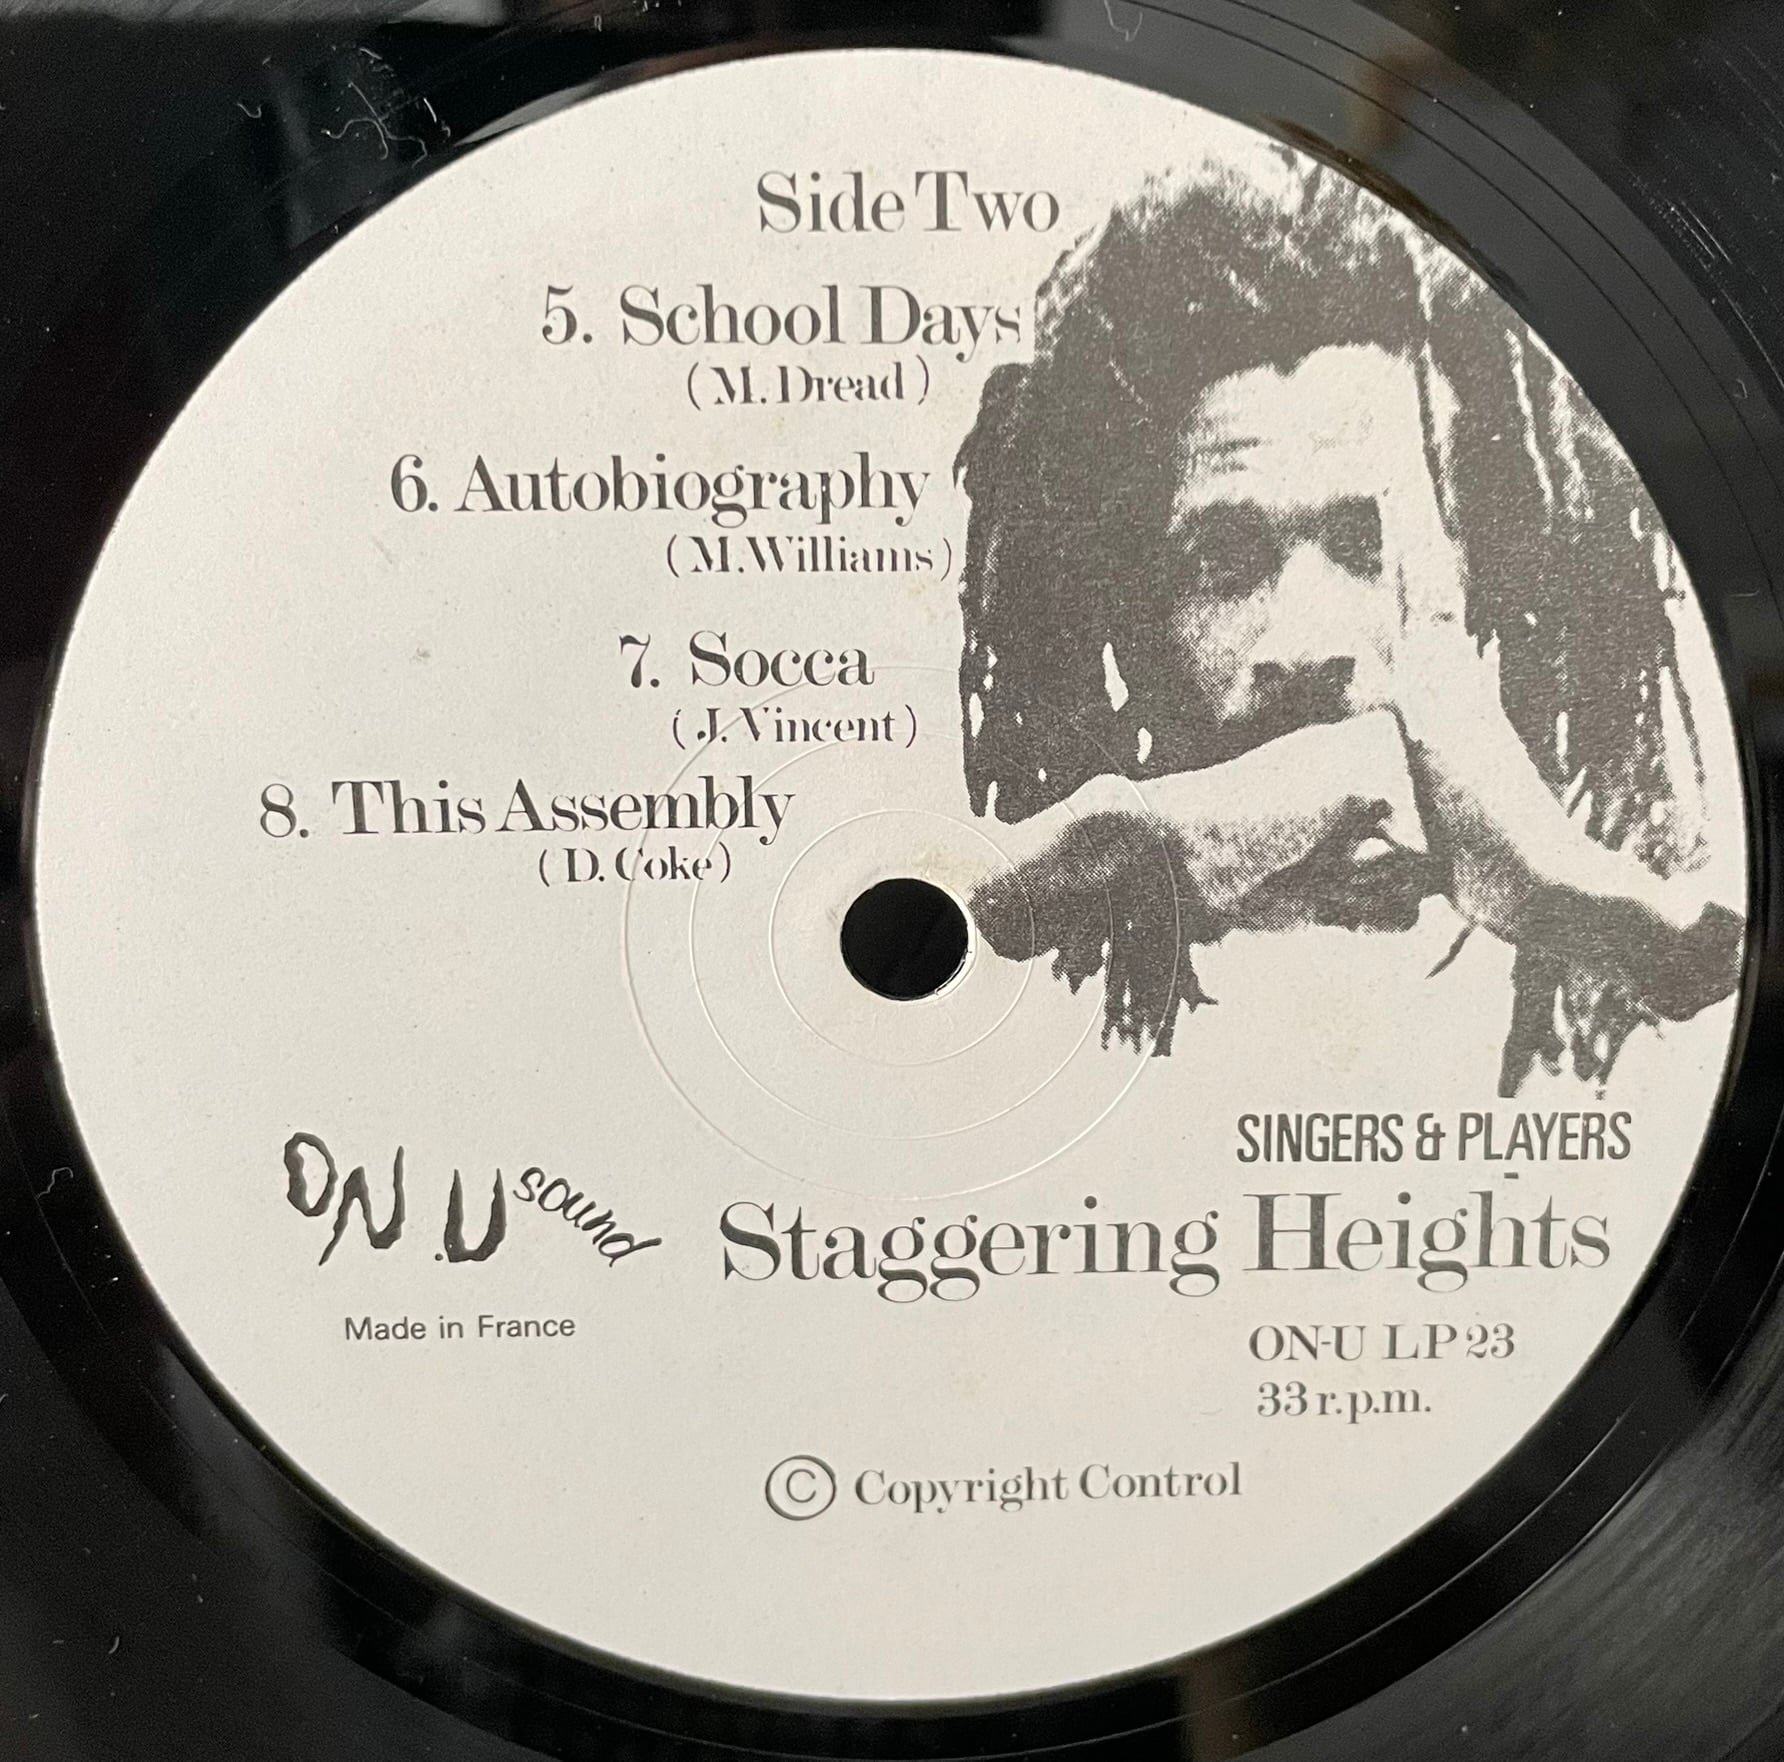 Side Two
5. School Days
(M. Dread)
6. Autobiography
(M. Williams)
7. Socca
(J. Vincent)
8. This Assembly
(D. Coke)
ON.U sound
Made in France
SINGERS & PLAYERS
Staggering Heights
ON-U LP 23
33 r.p.m.
© Copyright Control